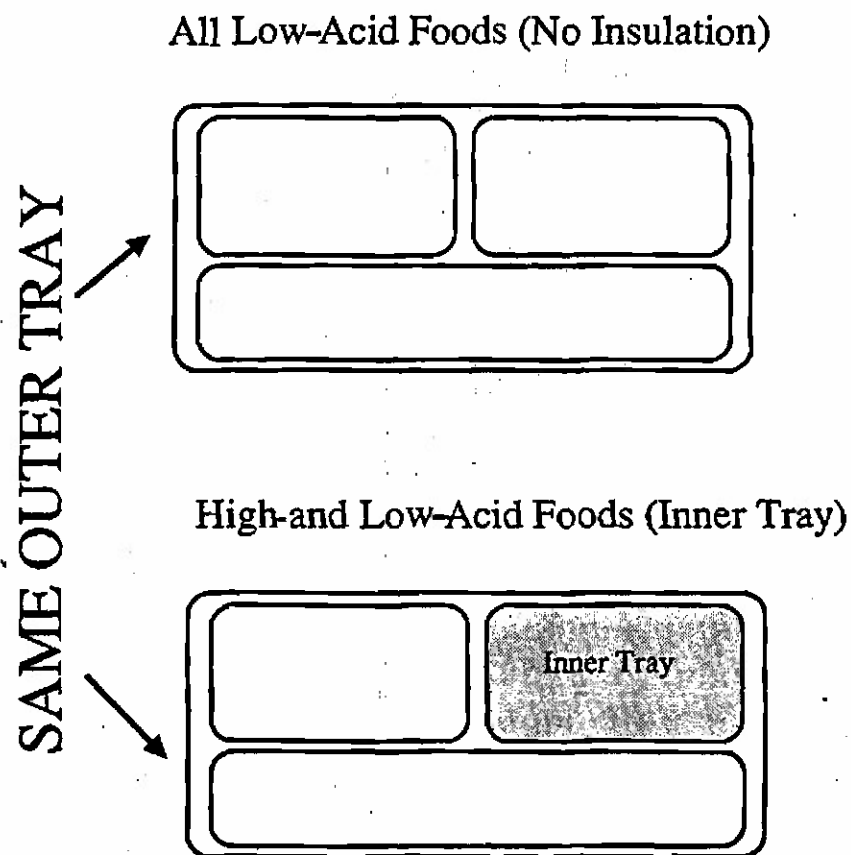 All Low-Acid Foods (No Insulation)
SAME OUTER TRAY
High-and Low-Acid Foods (Inner Tray)
Inner Tray